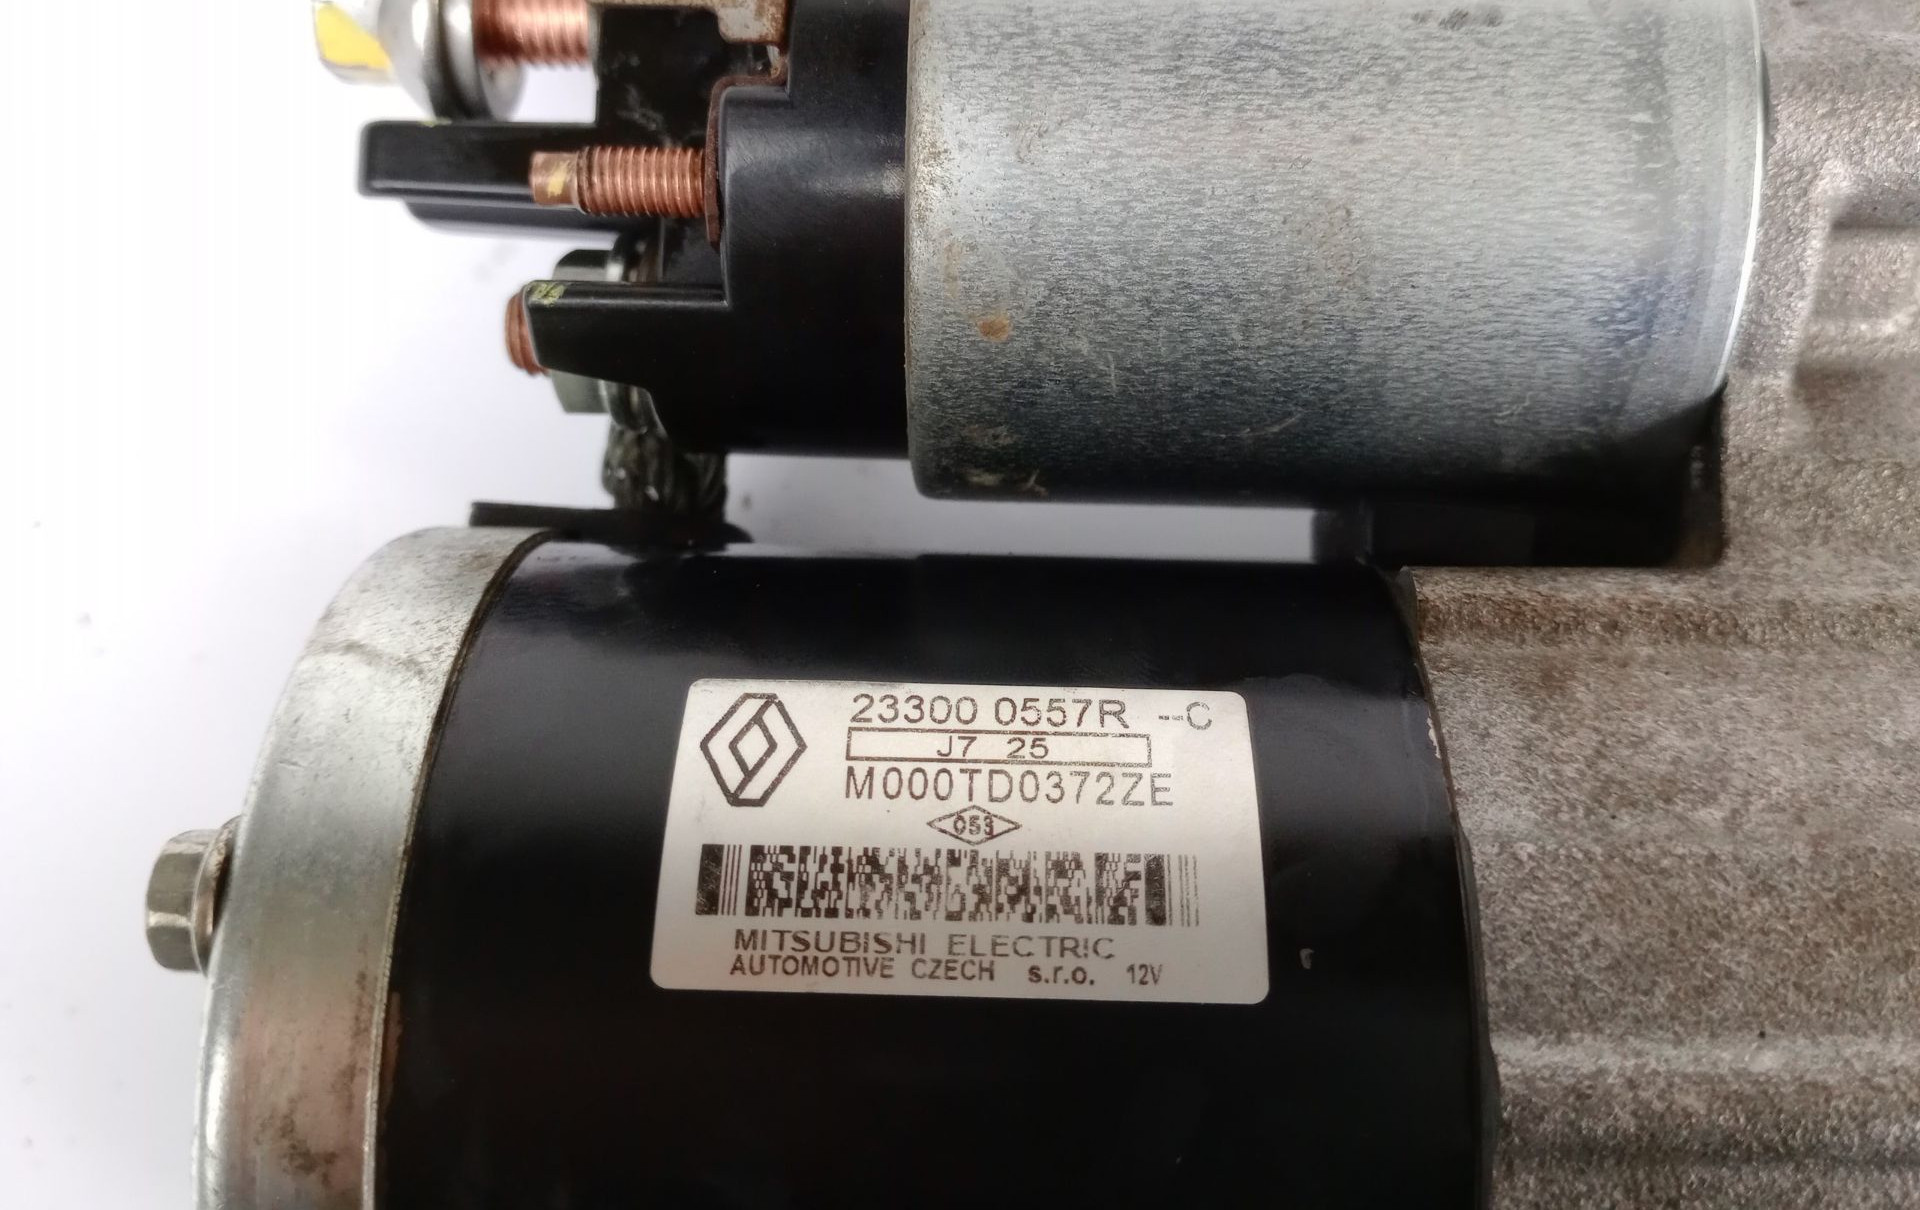 23300 0557R --C
J7 25
M000TD0372ZE
053
MITSUBISHI ELECTRIC
AUTOMOTIVE CZECH s.r.o. 12V